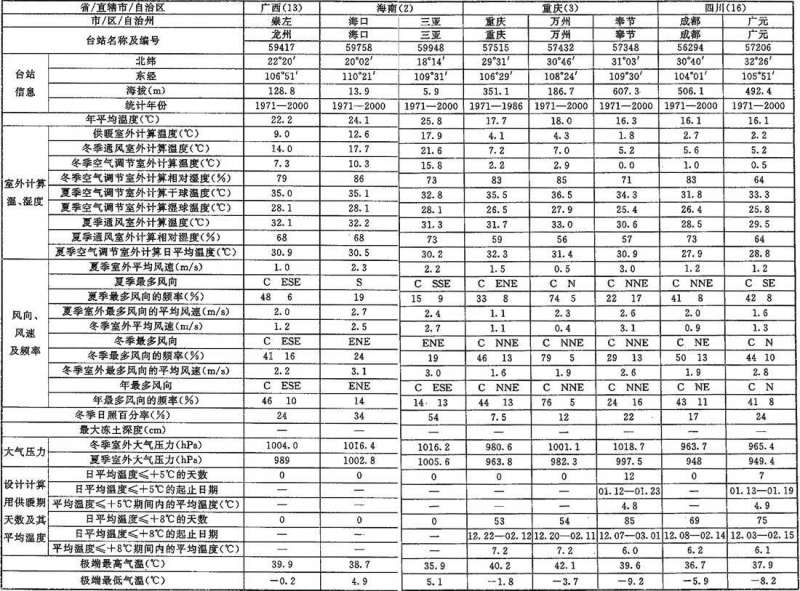 省/直辖市/自治区 广西(13) 海南(2) 重庆(3) 四川(16)
市/区/自治州 崇左 海口 三亚 重庆 万州 奉节 成都 广元
台站名称及编号 龙州 海口 三亚 重庆 万州 奉节 成都 广元
59417 59758 59948 57515 57432 57348 56294 57206
台站信息
北纬 22°20′ 20°02′ 18°14′ 29°31′ 30°46′ 31°03′ 30°40′ 32°26′
东经 106°51′ 110°21′ 109°31′ 106°29′ 108°24′ 109°30′ 104°01′ 105°51′
海拔(m) 128.8 13.9 5.9 351.1 186.7 607.3 506.1 492.4
统计年份 1971—2000 1971—2000 1971—2000 1971—1986 1971—2000 1971—2000 1971—2000 1971—2000
年平均温度(℃) 22.2 24.1 25.8 17.7 18.0 16.3 16.1 16.1
室外计算温、湿度
供暖室外计算温度(℃) 9.0 12.6 17.9 4.1 4.3 1.8 2.7 2.2
冬季通风室外计算温度(℃) 14.0 17.7 21.6 7.2 7.0 5.2 5.6 5.2
冬季空气调节室外计算温度(℃) 7.3 10.3 15.8 2.2 2.9 0.0 1.0 0.5
冬季空气调节室外计算相对湿度(%) 79 86 73 83 85 71 83 64
夏季空气调节室外计算干球温度(℃) 35.0 35.1 32.8 35.5 36.5 34.3 31.8 33.3
夏季空气调节室外计算湿球温度(℃) 28.1 28.1 28.1 26.5 27.9 25.4 26.4 25.8
夏季通风室外计算温度(℃) 32.1 32.2 31.3 31.7 33.0 30.6 28.5 29.5
夏季通风室外计算相对湿度(%) 68 68 73 59 56 57 73 64
夏季空气调节室外计算日平均温度(℃) 30.9 30.5 30.2 32.3 31.4 30.9 27.9 28.8
风向、风速及频率
夏季室外平均风速(m/s) 1.0 2.3 2.2 1.5 0.5 3.0 1.2 1.2
夏季最多风向 C ESE S C SSE C ENE C N C NNE C NNE C SE
夏季最多风向的频率(%) 48 6 19 15 9 33 8 74 5 22 17 41 8 42 8
夏季室外最多风向的平均风速(m/s) 2.0 2.7 2.4 1.1 2.3 2.6 2.0 1.6
冬季室外平均风速(m/s) 1.2 2.5 2.7 1.1 0.4 3.1 0.9 1.3
冬季最多风向 C ESE ENE ENE C NNE C NNE C NNE C NE C N
冬季最多风向的频率(%) 41 16 24 19 46 13 79 5 29 13 50 13 44 10
冬季室外最多风向的平均风速(m/s) 2.2 3.1 3.0 1.6 1.9 2.6 1.9 2.8
年最多风向 C ESE ENE C ESE C NNE C NNE C NNE C NE C N
年最多风向的频率(%) 46 10 14 14 13 44 13 76 5 24 16 43 11 41 8
冬季日照百分率(%) 24 34 54 7.5 12 22 17 24
最大冻土深度(cm) — — — — — — — —
大气压力
冬季室外大气压力(hPa) 1004.0 1016.4 1016.2 980.6 1001.1 1018.7 963.7 965.4
夏季室外大气压力(hPa) 989 1002.8 1005.6 963.8 982.3 997.5 948 949.4
设计计算用供暖期天数及其平均温度
日平均温度≤+5℃的天数 0 0 0 0 0 12 0 7
日平均温度≤+5℃的起止日期 — — — — — 01.12—01.23 — 01.13—01.19
平均温度≤+5℃期间内的平均温度(℃) — — — — — 4.8 — 4.9
日平均温度≤+8℃的天数 0 0 0 53 54 85 69 75
日平均温度≤+8℃的起止日期 — — — 12.22—02.12 12.20—02.11 12.07—03.01 12.08—02.14 12.03—02.15
平均温度≤+8℃期间内的平均温度(℃) — — — 7.2 7.2 6.0 6.2 6.1
极端最高气温(℃) 39.9 38.7 35.9 40.2 42.1 39.6 36.7 37.9
极端最低气温(℃) −0.2 4.9 5.1 −1.8 −3.7 −9.2 −5.9 −8.2